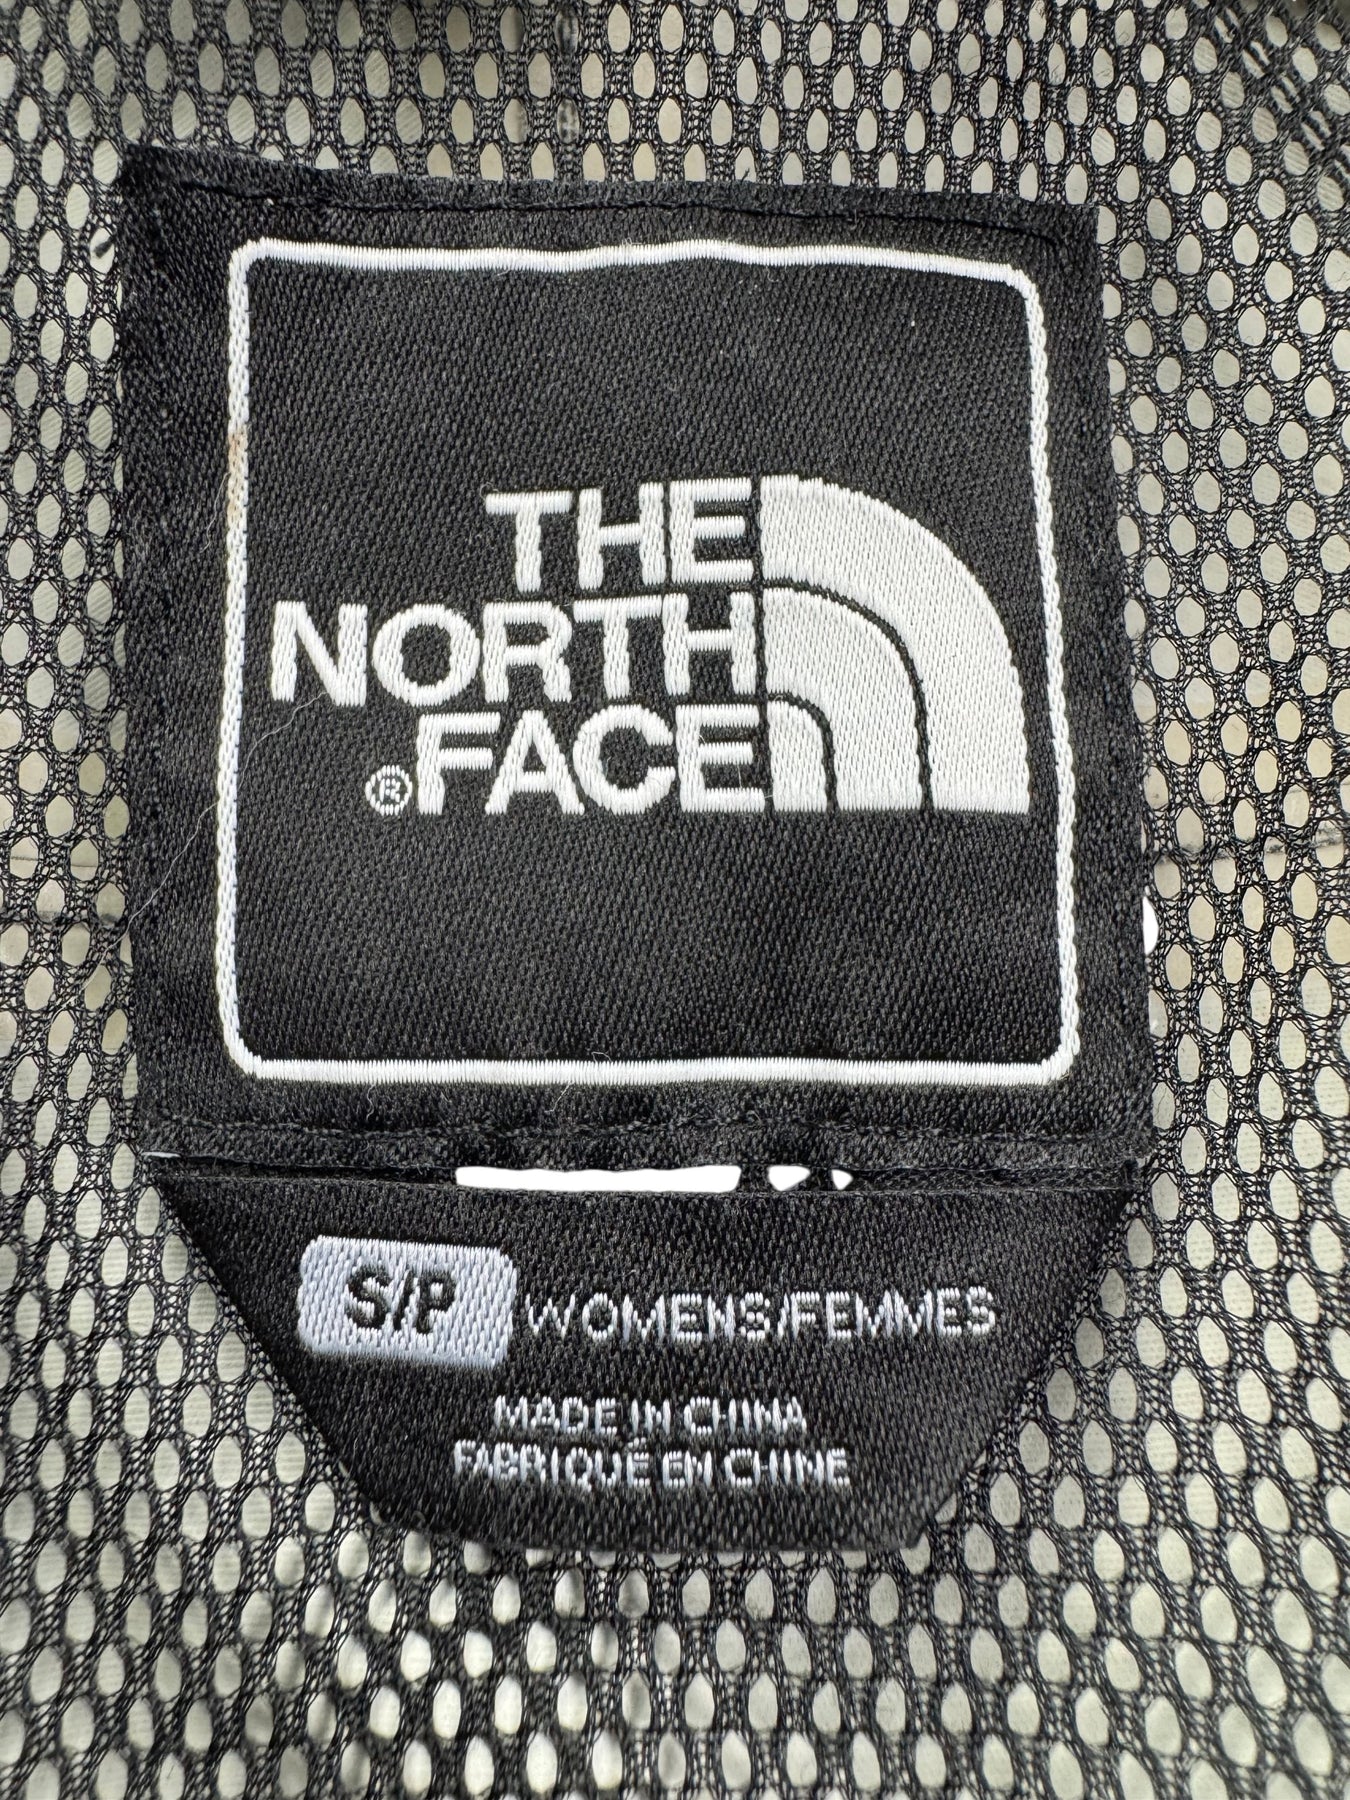 THE
NORTH
® FACE
S/P WOMENS/FEMMES
MADE IN CHINA
FABRIQUÉ EN CHINE